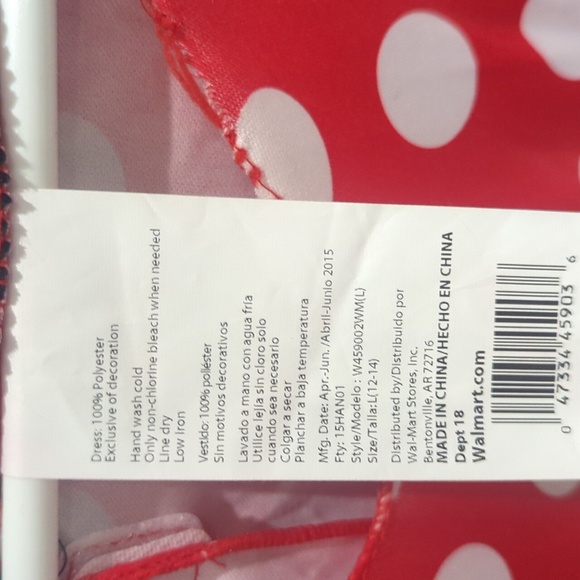 Dress: 100% Polyester
Exclusive of decoration
Hand wash cold
Only non-chlorine bleach when needed
Line dry
Low iron
Vestido: 100% poliéster
Sin motivos decorativos
Lavado a mano con agua fria
Utilice lejía sin cloro solo
cuando sea necesario
Colgar a secar
Planchar a baja temperatura
Mfg. Date: Apr.-Jun. /Abril-Junio 2015
Fty: 15HAN01
Style/Modelo : W459002WM(L)
Size/Talla: L(12-14)
Distributed by/Distribuido por
Wal-Mart Stores, Inc.,
Bentonville, AR 72716
MADE IN CHINA/HECHO EN CHINA
Dept 18
Walmart.com
0 47334 45903 6